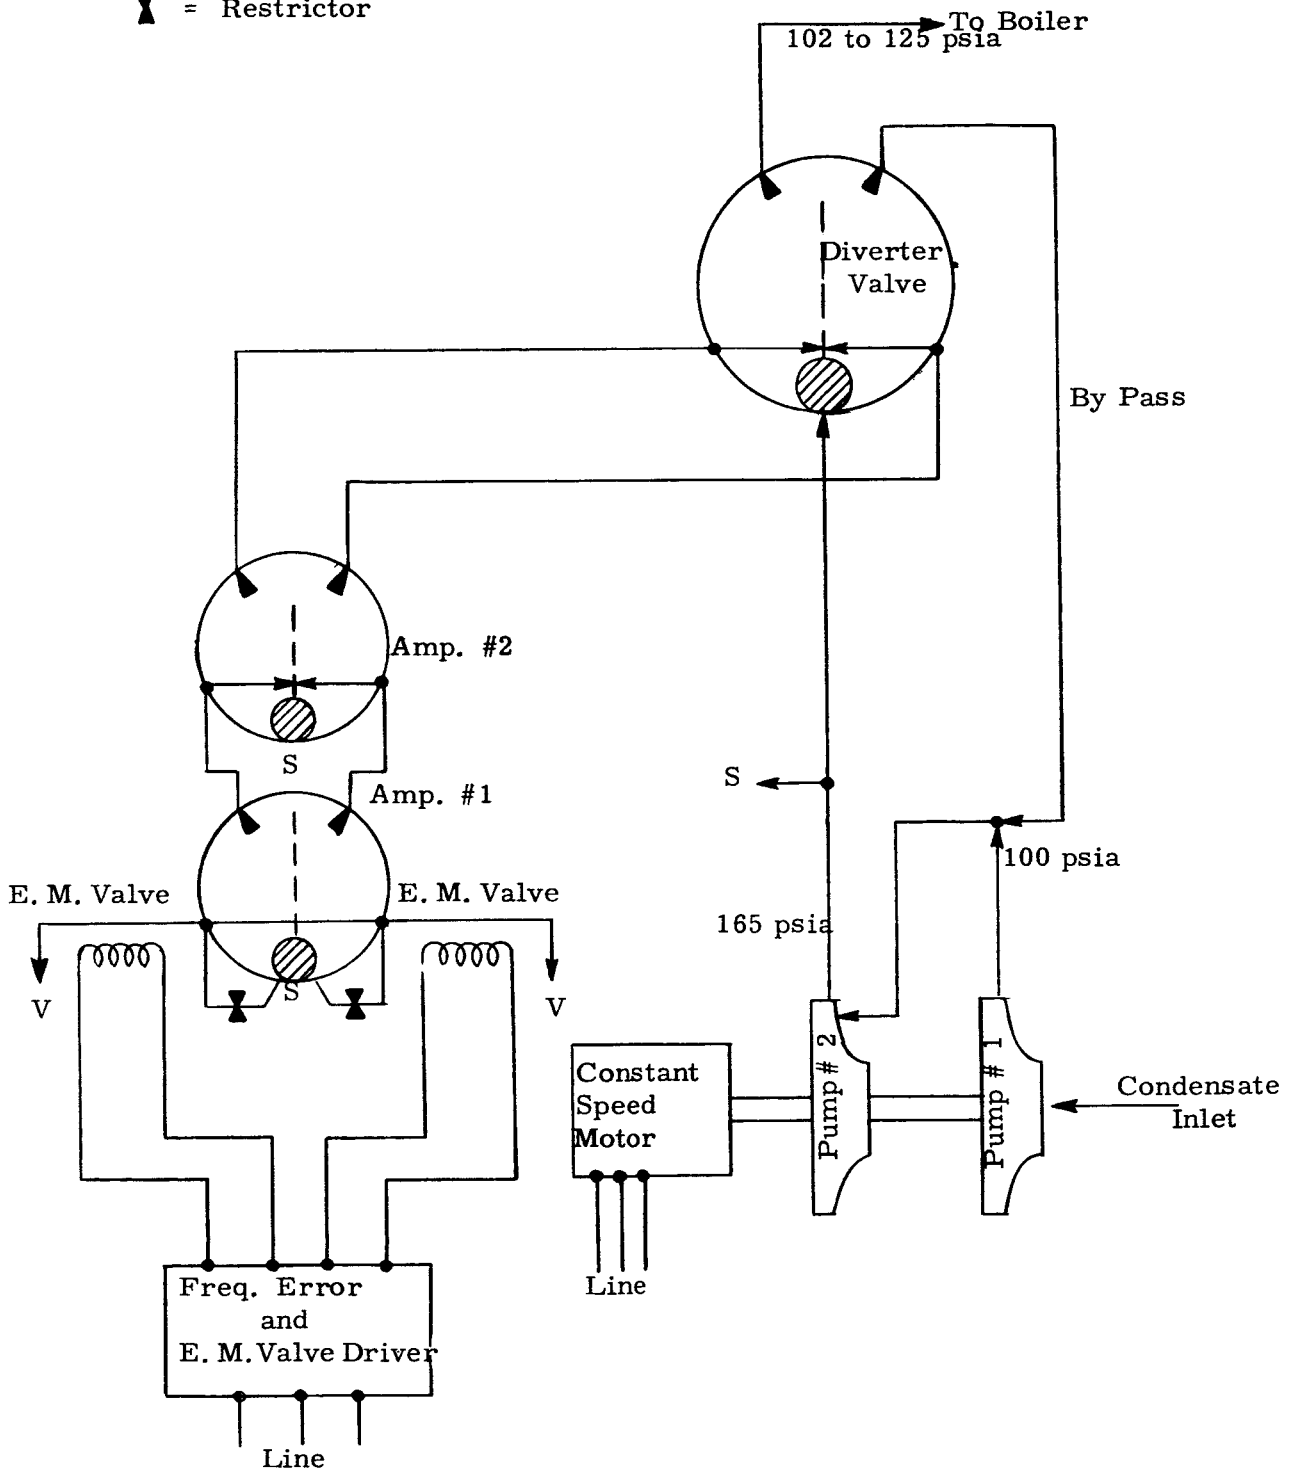 = Restrictor
To Boiler
102 to 125 psia
Diverter
Valve
By Pass
Amp. #2
S
Amp. #1
S
100 psia
E. M. Valve
E. M. Valve
165 psia
S
V
V
Pump # 2
Pump # 1
Constant
Speed
Motor
Condensate
Inlet
Line
Freq. Error
and
E. M. Valve Driver
Line